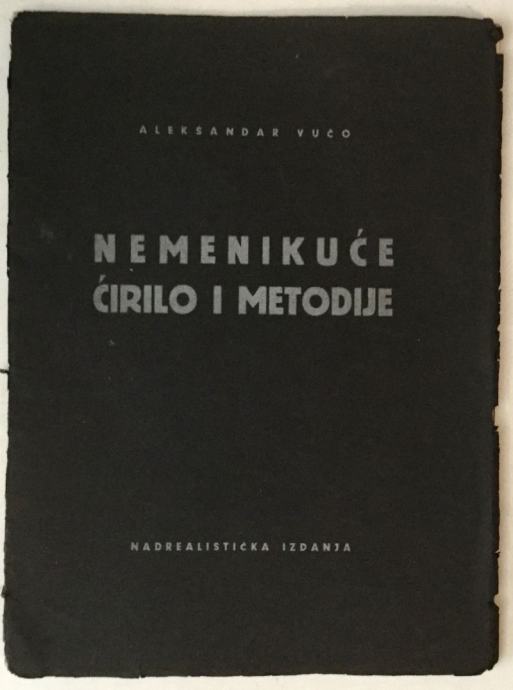 ALEKSANDAR VUČO
NEMENIKUĆE
ĆIRILO I METODIJE
NADREALISTIČKA IZDANJA